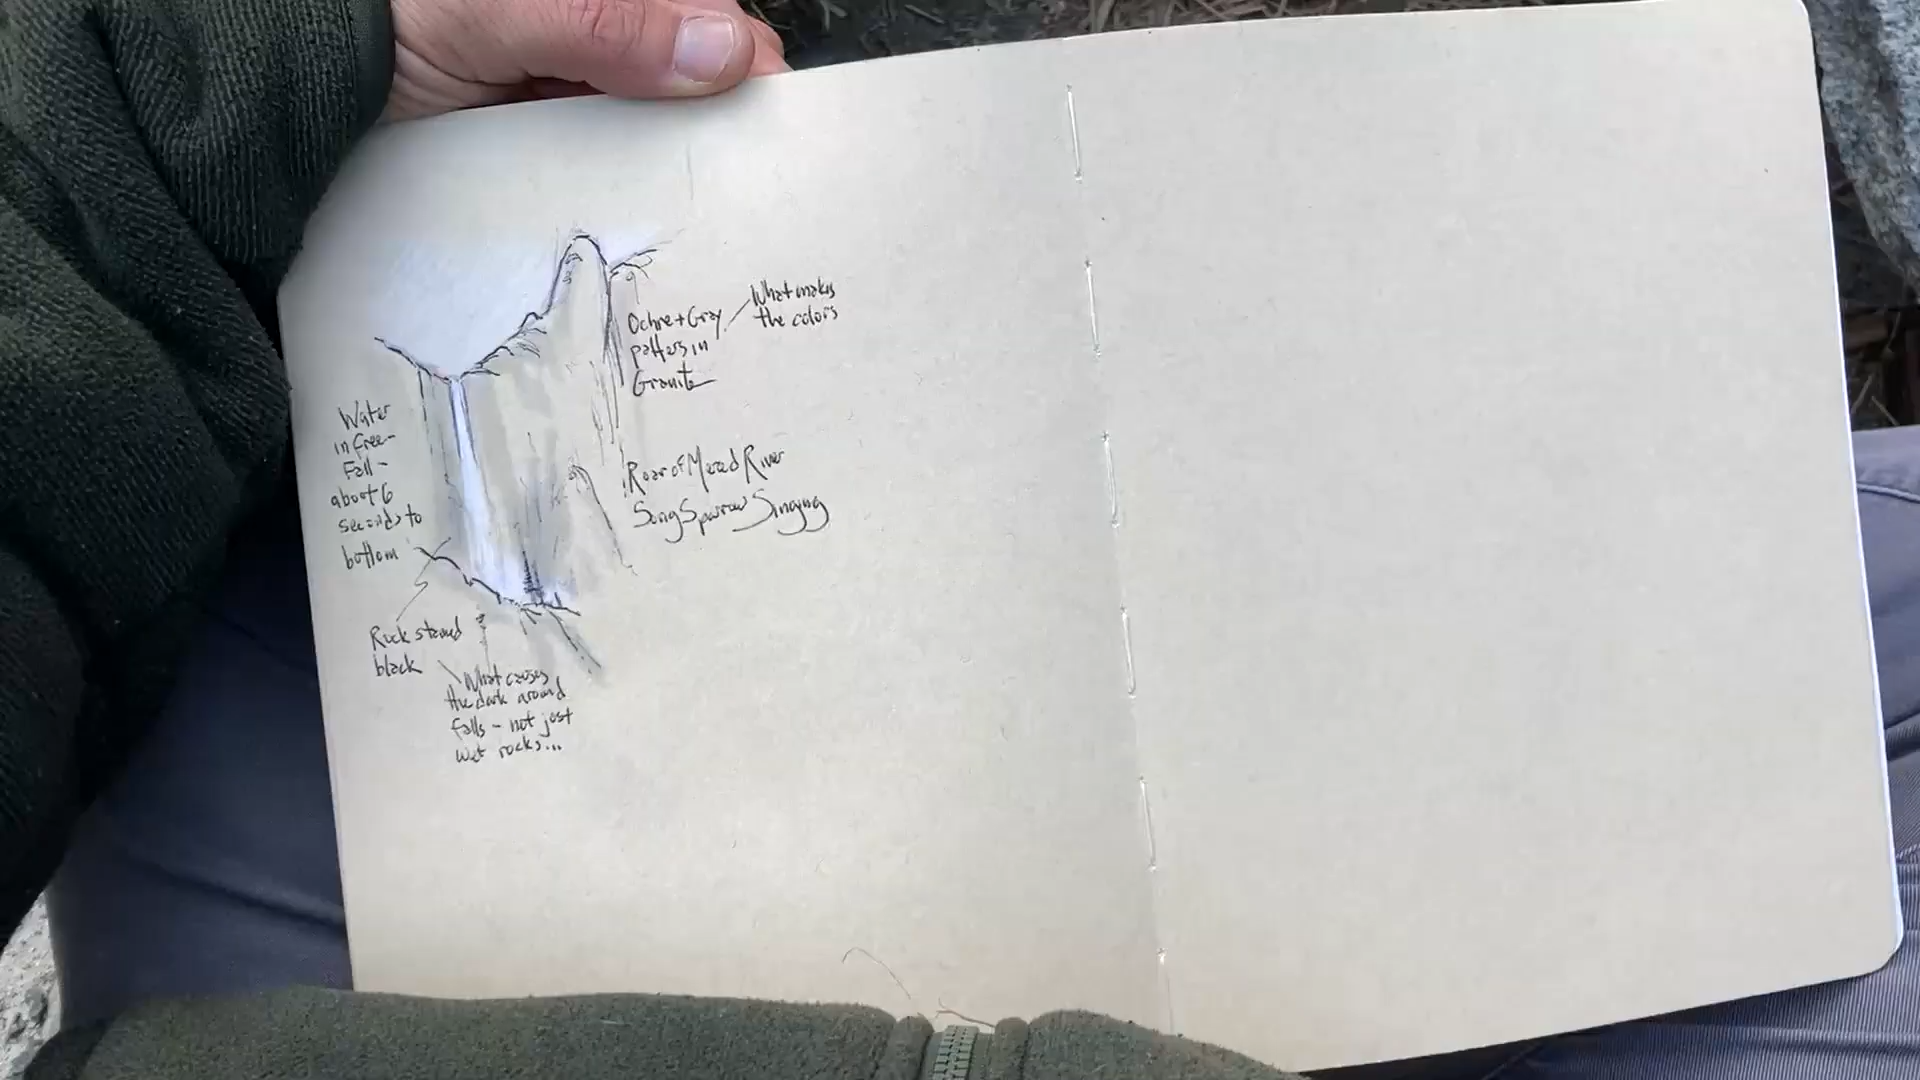 What makes
the colors
Ochre + Gray
patterns in
Granite
Water
in free-
fall -
about 6
seconds to
bottom
Roar of Merced River
Song Sparrow Singing
Rock stained
black
What causes
the dark around
falls - not just
wet rocks...